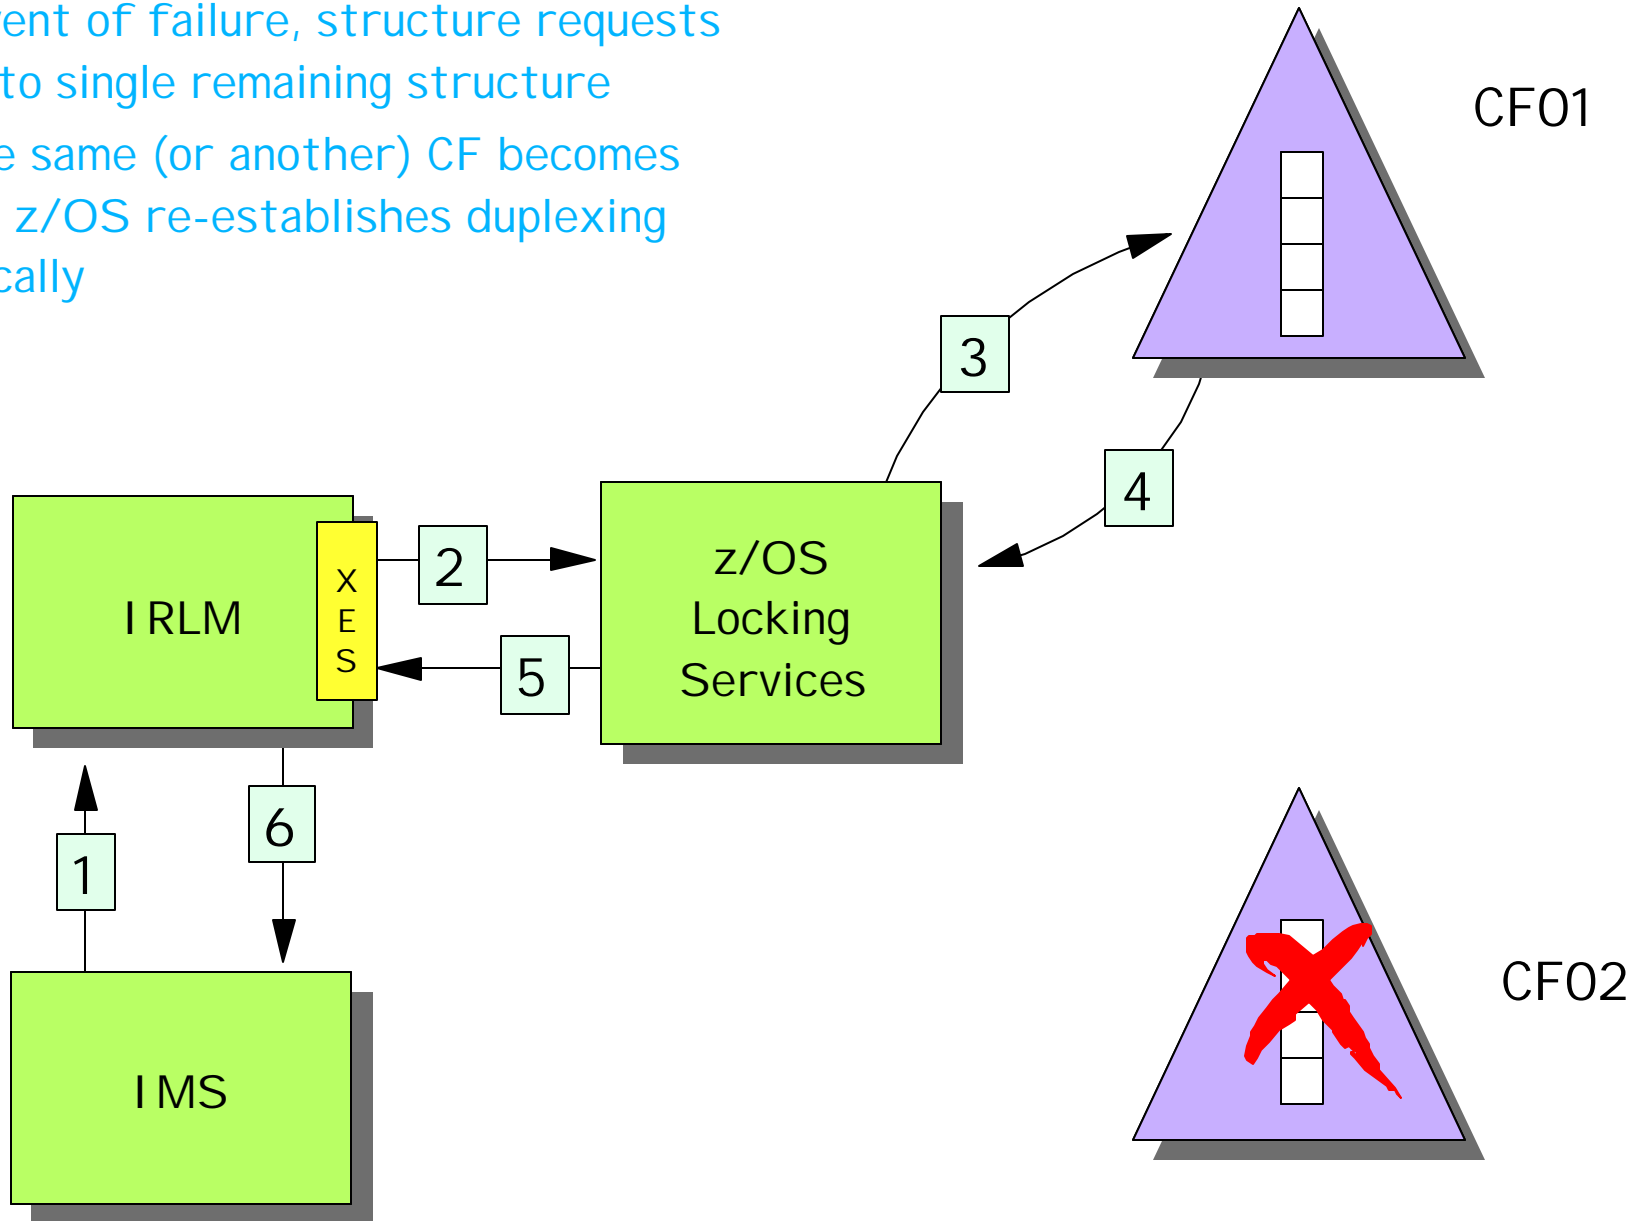 ent of failure, structure requests
to single remaining structure
e same (or another) CF becomes
z/OS re-establishes duplexing
cally
CF01
3
4
z/OS
Locking
Services
2
X
E
S
IRLM
5
6
1
CF02
IMS